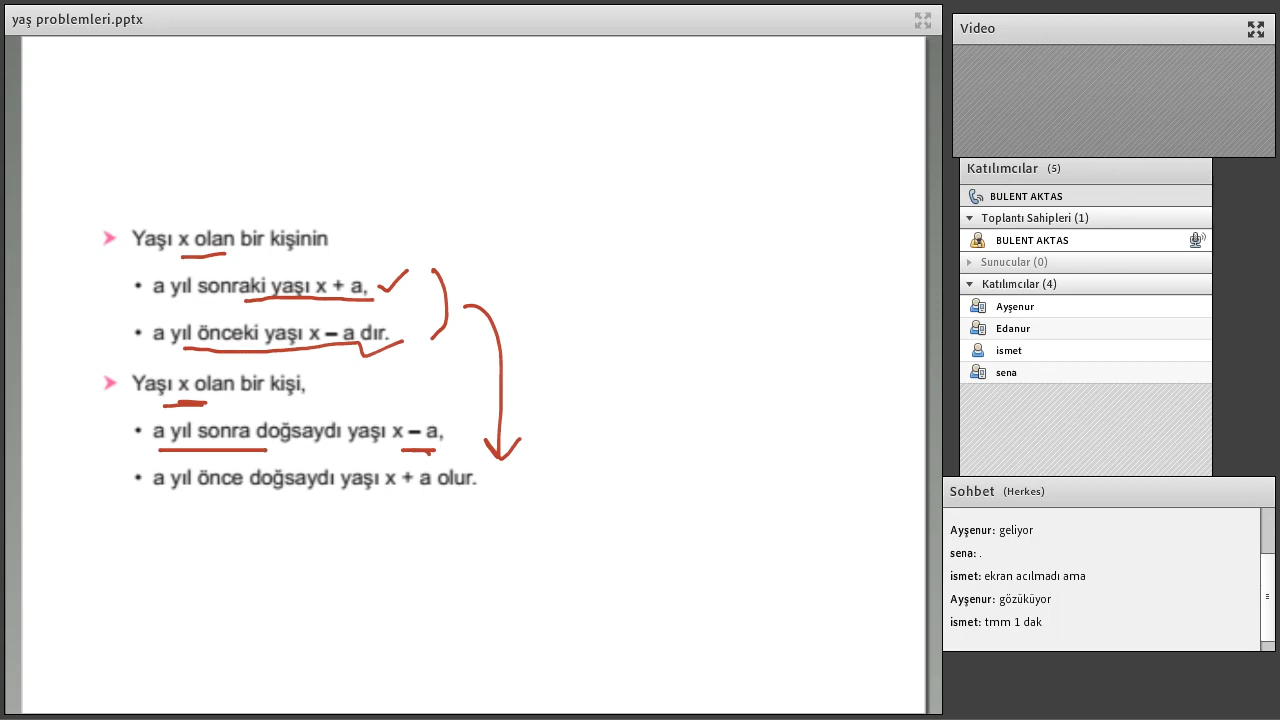 yaş problemleri.pptx
Yaşı x olan bir kişinin
• a yıl sonraki yaşı x + a,
• a yıl önceki yaşı x – a dır.
Yaşı x olan bir kişi,
• a yıl sonra doğsaydı yaşı x – a,
• a yıl önce doğsaydı yaşı x + a olur.
Video
Katılımcılar (5)
BULENT AKTAS
Toplantı Sahipleri (1)
BULENT AKTAS
Sunucular (0)
Katılımcılar (4)
Ayşenur
Edanur
ismet
sena
Sohbet (Herkes)
Ayşenur: geliyor
sena: .
ismet: ekran acılmadı ama
Ayşenur: gözüküyor
ismet: tmm 1 dak